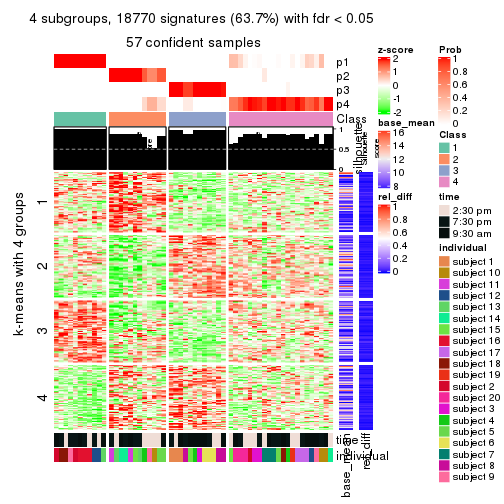 4 subgroups, 18770 signatures (63.7%) with fdr < 0.05
57 confident samples
p1
p2
p3
p4
Class
1
0.5
0
silhouette
Silhouette
score
k-means with 4 groups
1
2
3
4
time
individual
base_mean
rel_diff
z-score
2
1
0
-1
-2
base_mean
16
14
12
10
8
rel_diff
1
0.8
0.6
0.4
0.2
0
Prob
1
0.8
0.6
0.4
0.2
0
Class
1
2
3
4
time
2:30 pm
7:30 pm
9:30 am
individual
subject 1
subject 10
subject 11
subject 12
subject 13
subject 14
subject 15
subject 16
subject 17
subject 18
subject 19
subject 2
subject 20
subject 3
subject 4
subject 5
subject 6
subject 7
subject 8
subject 9